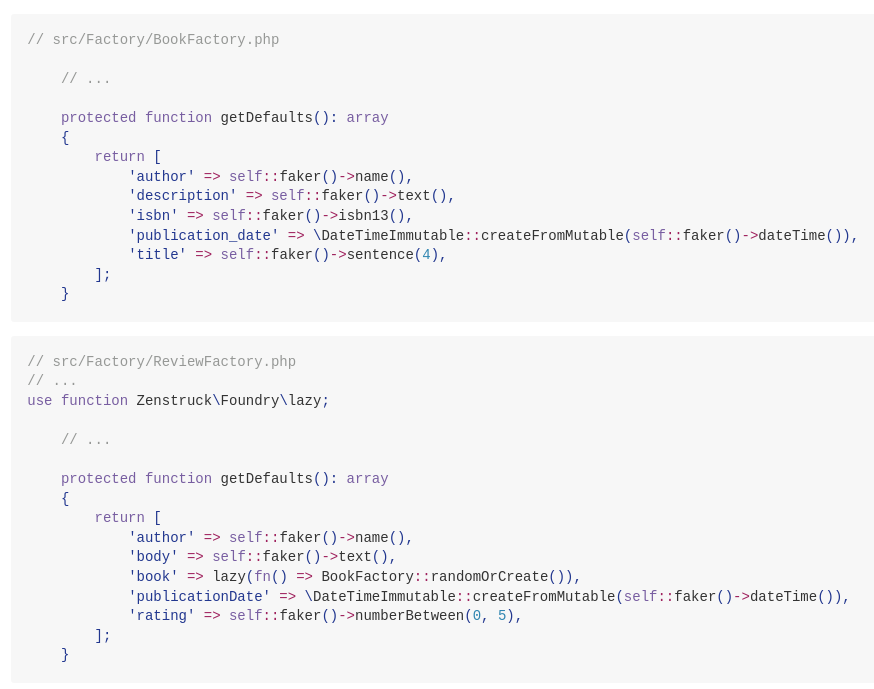 // src/Factory/BookFactory.php
// ...
protected function getDefaults(): array
{
return [
'author' => self::faker()->name(),
'description' => self::faker()->text(),
'isbn' => self::faker()->isbn13(),
'publication_date' => \DateTimeImmutable::createFromMutable(self::faker()->dateTime()),
'title' => self::faker()->sentence(4),
];
}
// src/Factory/ReviewFactory.php
// ...
use function Zenstruck\Foundry\lazy;
// ...
protected function getDefaults(): array
{
return [
'author' => self::faker()->name(),
'body' => self::faker()->text(),
'book' => lazy(fn() => BookFactory::randomOrCreate()),
'publicationDate' => \DateTimeImmutable::createFromMutable(self::faker()->dateTime()),
'rating' => self::faker()->numberBetween(0, 5),
];
}